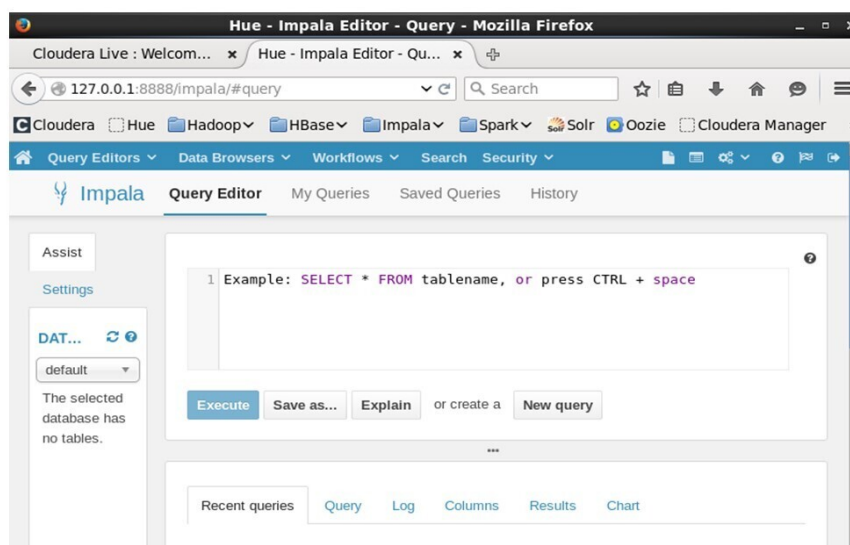 Hue - Impala Editor - Query - Mozilla Firefox
Cloudera Live : Welcom... × Hue - Impala Editor - Qu... ×
127.0.0.1:8888/impala/#query Search
Cloudera Hue Hadoop HBase Impala Spark Solr Oozie Cloudera Manager
Query Editors Data Browsers Workflows Search Security
Impala Query Editor My Queries Saved Queries History
Assist
Settings
DAT...
default
The selected
database has
no tables.
1 Example: SELECT * FROM tablename, or press CTRL + space
Execute Save as... Explain or create a New query
Recent queries Query Log Columns Results Chart